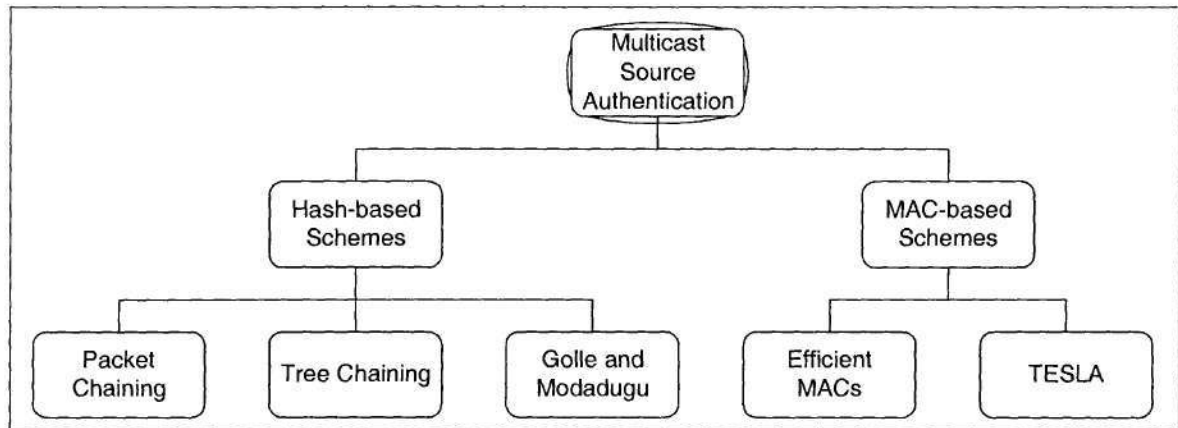 Multicast
Source
Authentication
Hash-based
Schemes
MAC-based
Schemes
Packet
Chaining
Tree Chaining
Golle and
Modadugu
Efficient
MACs
TESLA